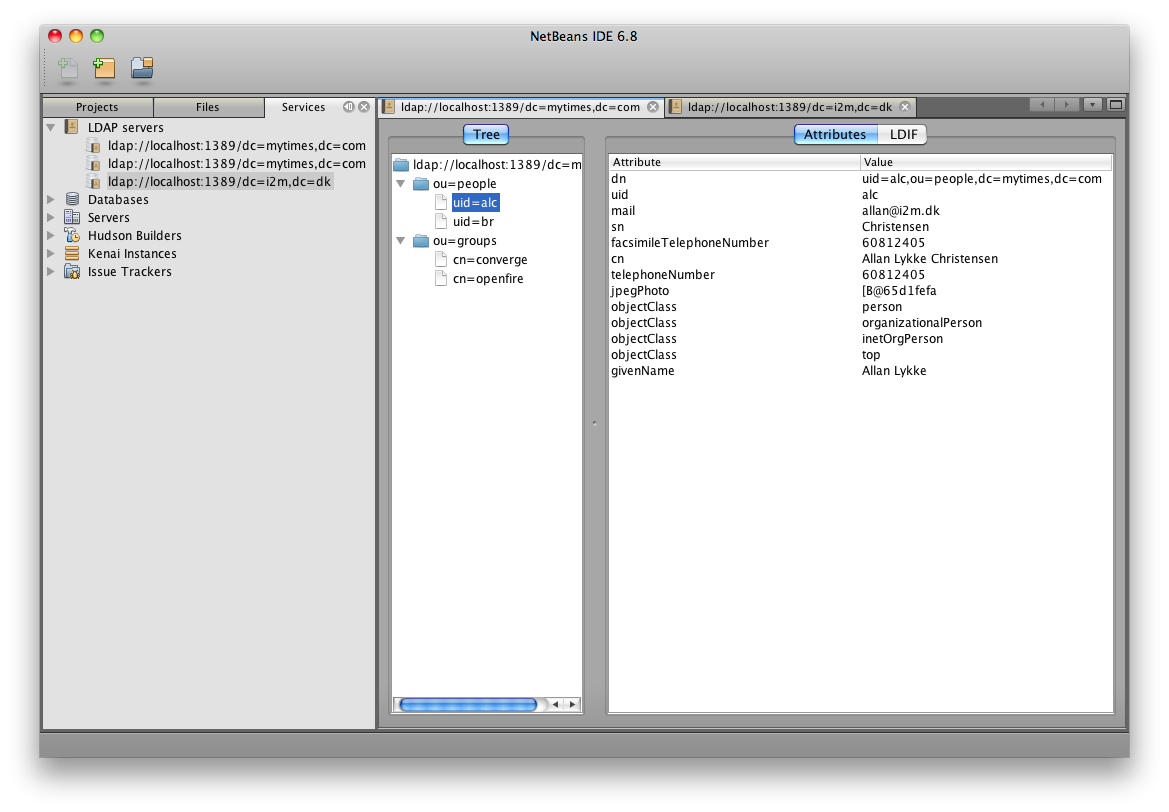 NetBeans IDE 6.8
Projects
Files
Services
LDAP servers
ldap://localhost:1389/dc=mytimes,dc=com
ldap://localhost:1389/dc=mytimes,dc=com
ldap://localhost:1389/dc=i2m,dc=dk
Databases
Servers
Hudson Builders
Kenai Instances
Issue Trackers
ldap://localhost:1389/dc=mytimes,dc=com
ldap://localhost:1389/dc=i2m,dc=dk
Tree
ldap://localhost:1389/dc=m
ou=people
uid=alc
uid=br
ou=groups
cn=converge
cn=openfire
Attributes LDIF
Attribute Value
dn uid=alc,ou=people,dc=mytimes,dc=com
uid alc
mail allan@i2m.dk
sn Christensen
facsimileTelephoneNumber 60812405
cn Allan Lykke Christensen
telephoneNumber 60812405
jpegPhoto [B@65d1fefa
objectClass person
objectClass organizationalPerson
objectClass inetOrgPerson
objectClass top
givenName Allan Lykke